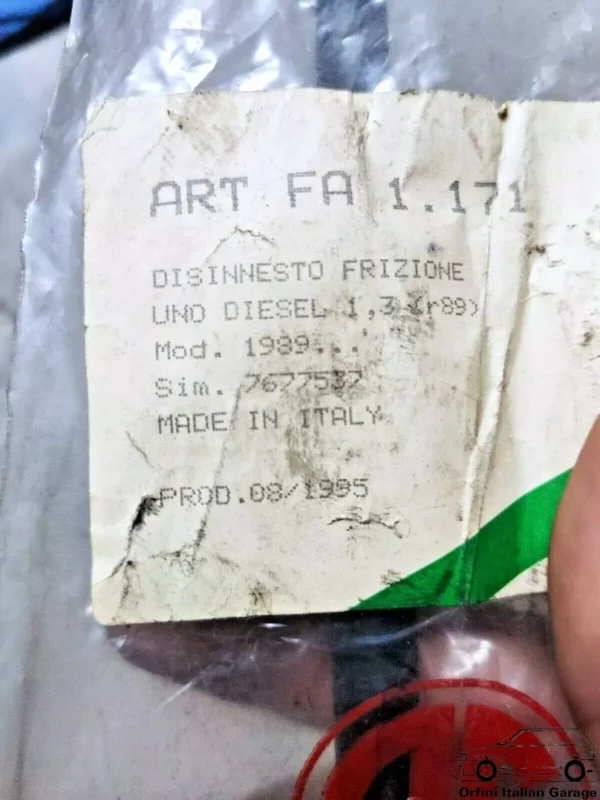 ART FA 1.171
DISINNESTO FRIZIONE
UNO DIESEL 1,3 (r89)
Mod. 1989...
Sim. 7677537
MADE IN ITALY
PROD.08/1995
Orfini Italian Garage